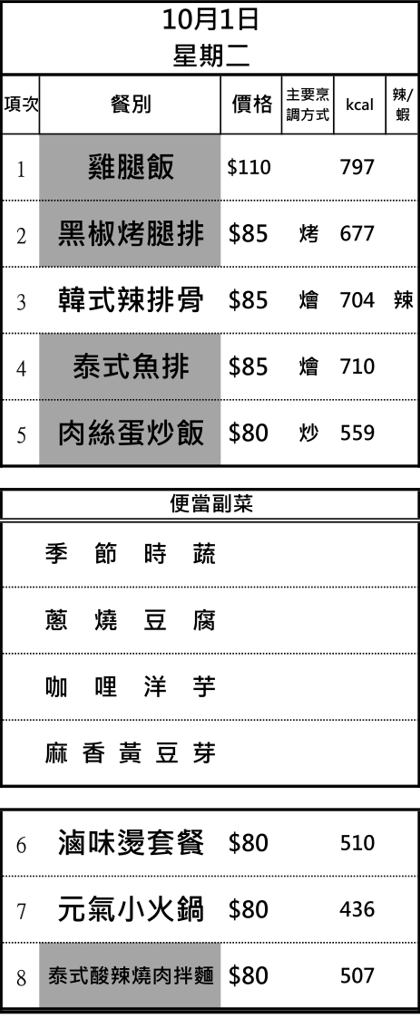 10月1日
星期二
項次 餐別 價格 主要烹調方式 kcal 辣/蝦
1 雞腿飯 $110 797
2 黑椒烤腿排 $85 烤 677
3 韓式辣排骨 $85 燴 704 辣
4 泰式魚排 $85 燴 710
5 肉絲蛋炒飯 $80 炒 559
便當副菜
季節時蔬
蔥燒豆腐
咖哩洋芋
麻香黃豆芽
6 滷味燙套餐 $80 510
7 元氣小火鍋 $80 436
8 泰式酸辣燒肉拌麵 $80 507